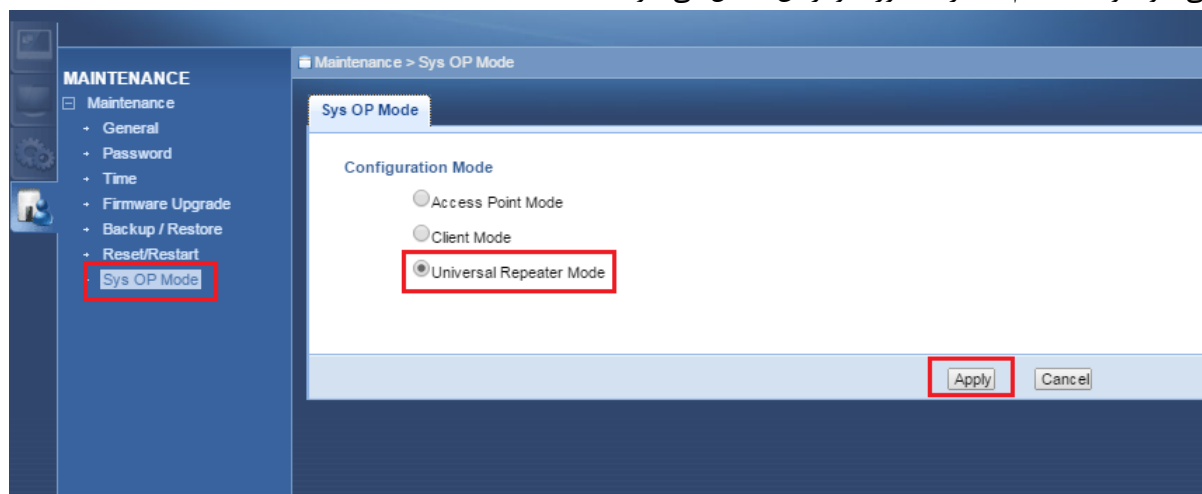 Maintenance > Sys OP Mode
MAINTENANCE
Maintenance
General
Password
Time
Firmware Upgrade
Backup / Restore
Reset/Restart
Sys OP Mode
Sys OP Mode
Configuration Mode
Access Point Mode
Client Mode
Universal Repeater Mode
Apply
Cancel